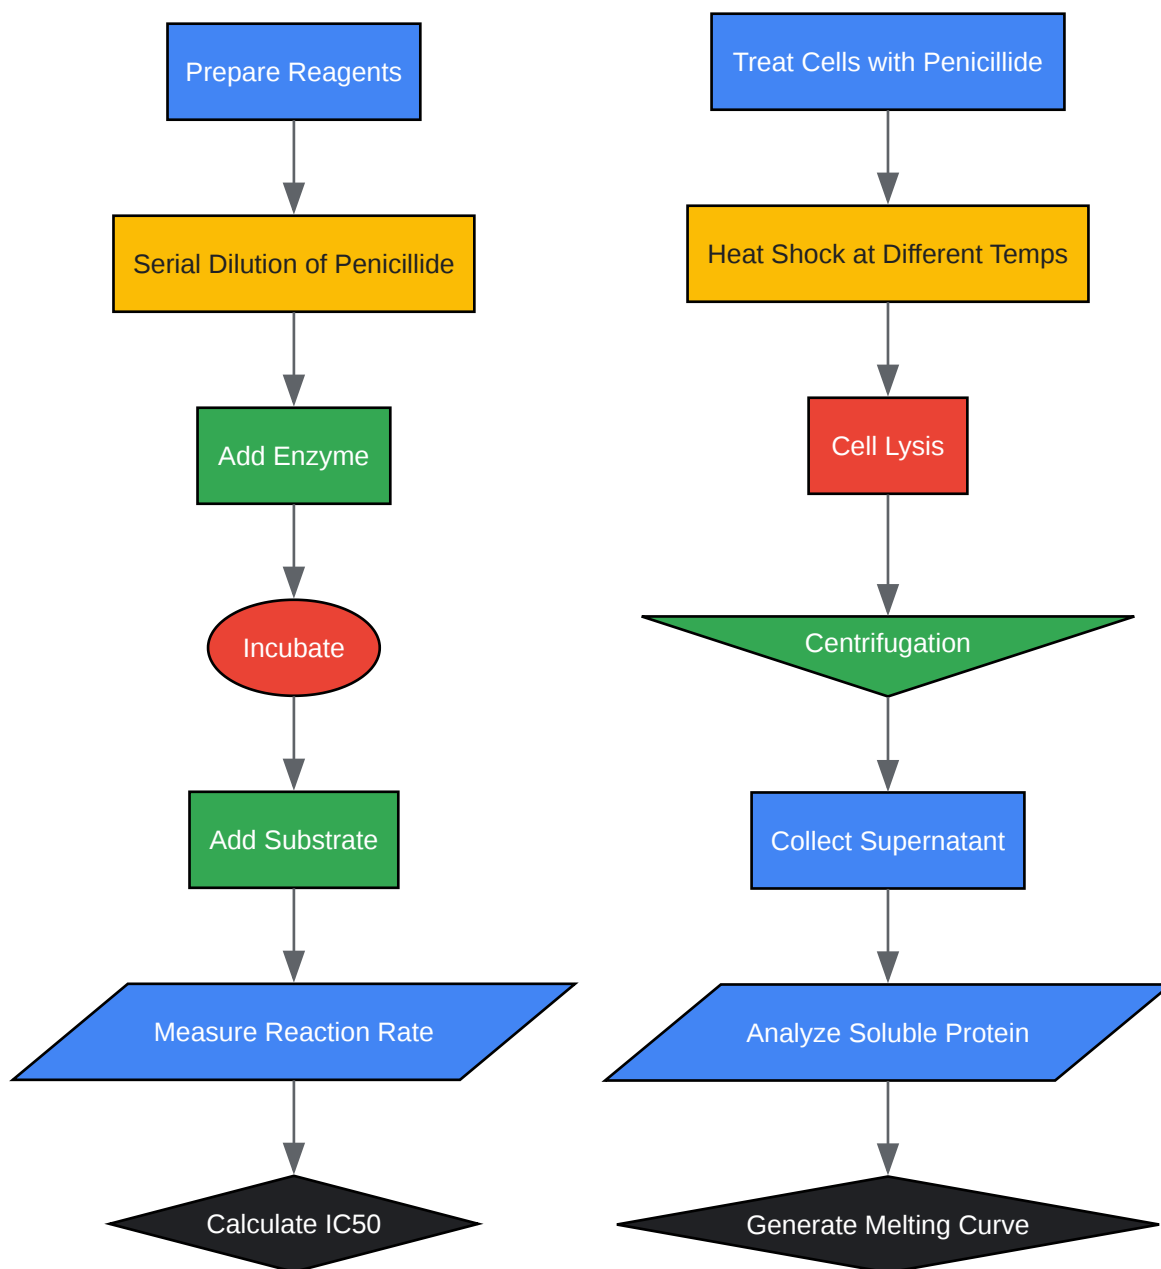 Prepare Reagents
Serial Dilution of Penicillide
Add Enzyme
Incubate
Add Substrate
Measure Reaction Rate
Calculate IC50
Treat Cells with Penicillide
Heat Shock at Different Temps
Cell Lysis
Centrifugation
Collect Supernatant
Analyze Soluble Protein
Generate Melting Curve